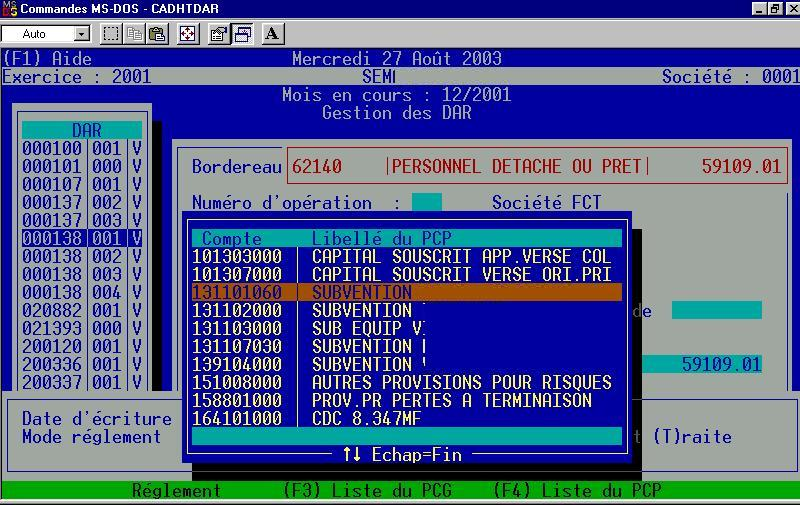 Commandes MS-DOS - CADHTDAR
Auto
A
(F1) Aide Mercredi 27 Août 2003
Exercice : 2001 SEMI Société : 0001
Mois en cours : 12/2001
Gestion des DAR
DAR
000100 001 V
000101 000 V
000107 001 V
000137 002 V
000137 003 V
000138 001 V
000138 002 V
000138 003 V
000138 004 V
020882 001 V
021393 000 V
200120 001 V
200336 001 V
200337 001 V
Bordereau 62140 |PERSONNEL DETACHE OU PRET| 59109.01
Numéro d'opération : Société FCT
Compte Libellé du PCP
101303000 CAPITAL SOUSCRIT APP.VERSE COL
101307000 CAPITAL SOUSCRIT VERSE ORI.PRI
131101060 SUBVENTION
131102000 SUBVENTION
131103000 SUB EQUIP
131107030 SUBVENTION
139104000 SUBVENTION
151008000 AUTRES PROVISIONS POUR RISQUES
158801000 PROV.PR PERTES A TERMINAISON
164101000 CDC 8.347MF
↑↓ Echap=Fin
de
59109.01
Date d'écriture
Mode réglement t (T)raite
Réglement (F3) Liste du PCG (F4) Liste du PCP